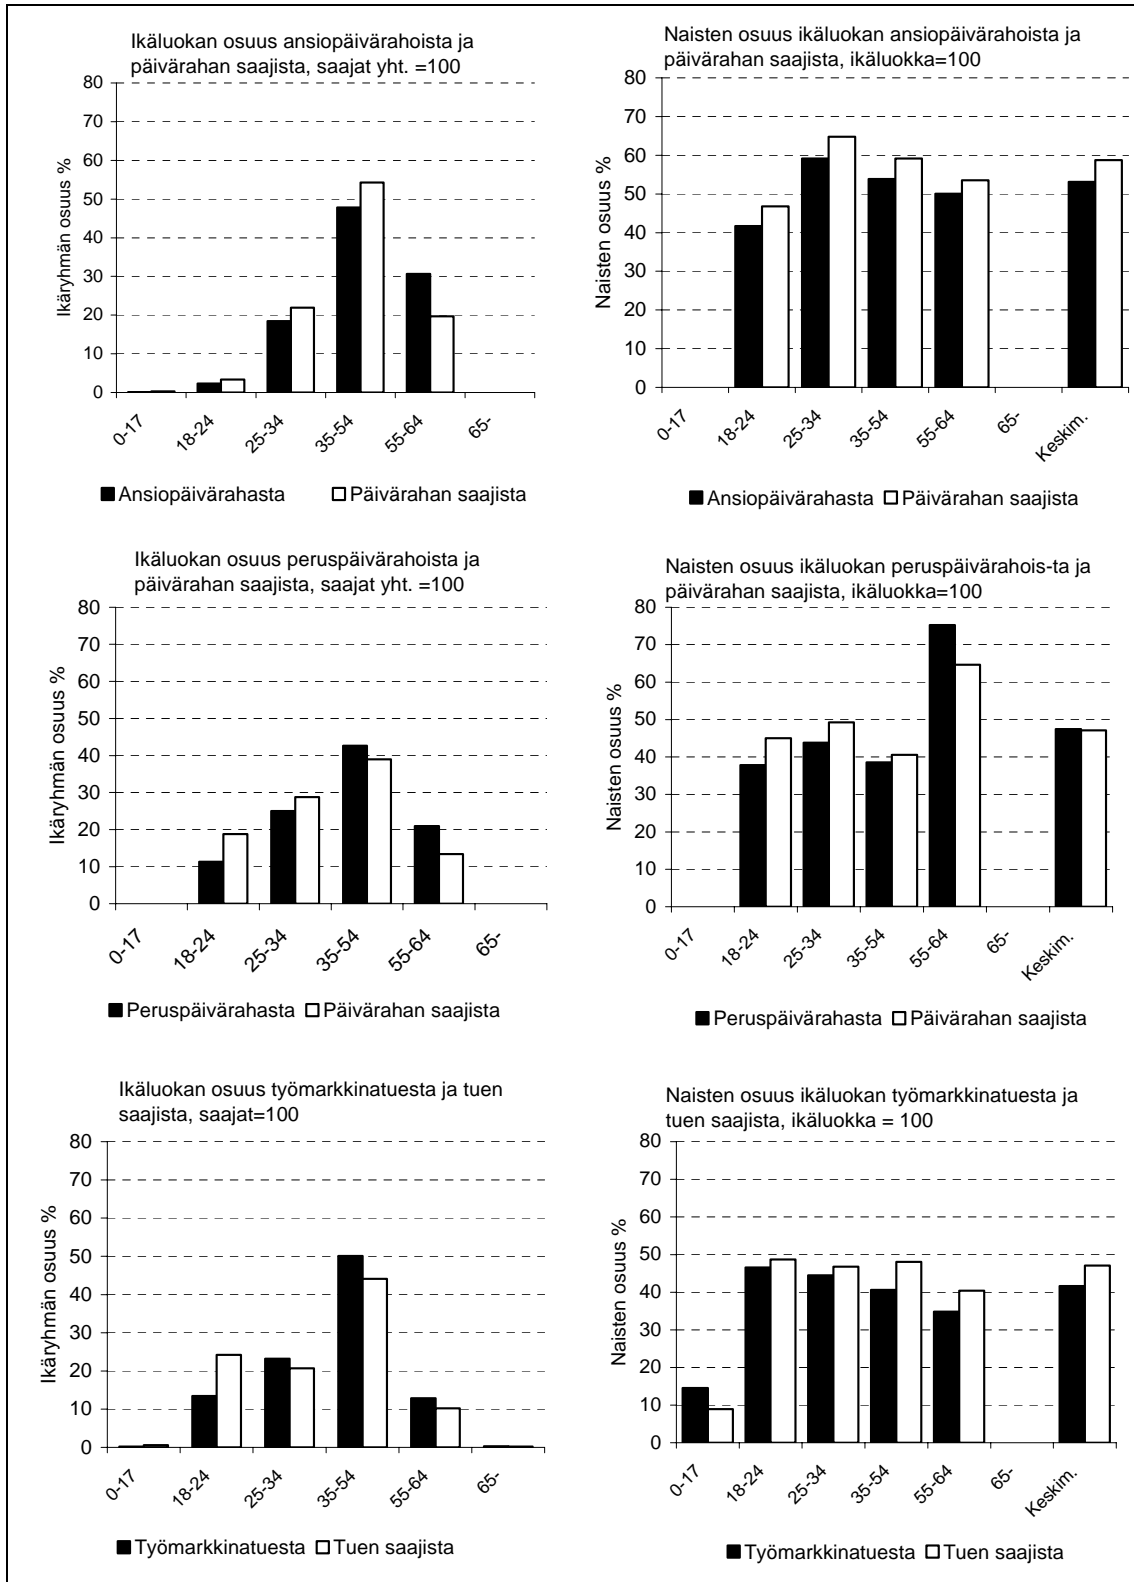 Ikäluokan osuus ansiopäivärahoista ja
päivärahan saajista, saajat yht. =100
Ikäryhmän osuus %
80
70
60
50
40
30
20
10
0
0-17
18-24
25-34
35-54
55-64
65-
Ansiopäivärahasta
Päivärahan saajista
Naisten osuus ikäluokan ansiopäivärahoista ja
päivärahan saajista, ikäluokka=100
Naisten osuus %
80
70
60
50
40
30
20
10
0
0-17
18-24
25-34
35-54
55-64
65-
Keskim.
Ansiopäivärahasta
Päivärahan saajista
Ikäluokan osuus peruspäivärahoista ja
päivärahan saajista, saajat yht. =100
Ikäryhmän osuus %
80
70
60
50
40
30
20
10
0
0-17
18-24
25-34
35-54
55-64
65-
Peruspäivärahasta
Päivärahan saajista
Naisten osuus ikäluokan peruspäivärahois-ta ja
päivärahan saajista, ikäluokka=100
Naisten osuus %
80
70
60
50
40
30
20
10
0
0-17
18-24
25-34
35-54
55-64
65-
Keskim.
Peruspäivärahasta
Päivärahan saajista
Ikäluokan osuus työmarkkinatuesta ja tuen
saajista, saajat=100
Ikäryhmän osuus %
80
70
60
50
40
30
20
10
0
0-17
18-24
25-34
35-54
55-64
65-
Työmarkkinatuesta
Tuen saajista
Naisten osuus ikäluokan työmarkkinatuesta ja
tuen saajista, ikäluokka = 100
Naisten osuus %
80
70
60
50
40
30
20
10
0
0-17
18-24
25-34
35-54
55-64
65-
Keskim.
Työmarkkinatuesta
Tuen saajista